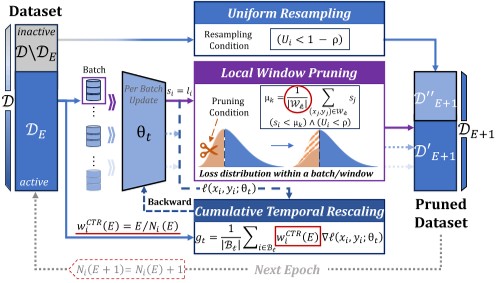 Dataset
Uniform Resampling
inactive
D\D_E
Resampling Condition
(U_i < 1 − ρ)
Batch
Per Batch Update
s_i = l_i
Local Window Pruning
Pruning Condition
μ_k = 1/|W_k| ∑_{(x_j,y_j)∈W_k} s_j
(s_i < μ_k) ∧ (U_i < ρ)
D''_{E+1}
D
D_E
θ_t
D'_{E+1}
D_{E+1}
active
Loss distribution within a batch/window
ℓ(x_i, y_i; θ_t)
Backward
Cumulative Temporal Rescaling
Pruned Dataset
w_i^{CTR}(E) = E/N_i(E)
g_t = 1/|B_t| ∑_{i∈B_t} w_i^{CTR}(E) ∇ℓ(x_i, y_i; θ_t)
N_i(E+1) = N_i(E) + 1
Next Epoch